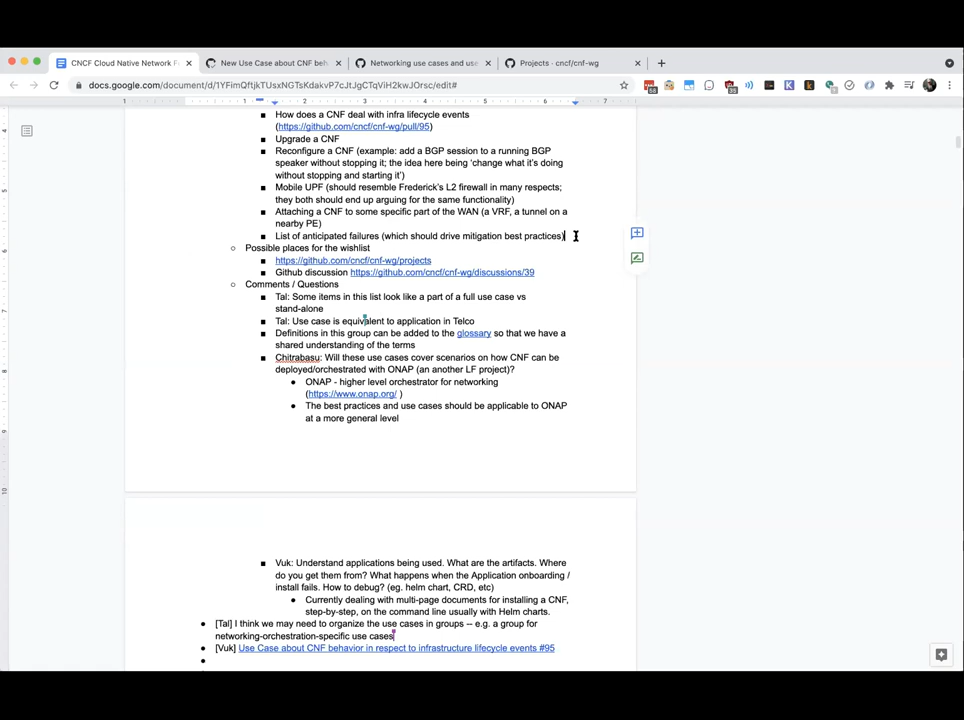 CNCF Cloud Native Network F
New Use Case about CNF beh
Networking use cases and use
Projects · cncf/cnf-wg
docs.google.com/document/d/1YFimQftjkTUsxNGTsKdakvP7cJtJgCTqViH2kwJOrsc/edit#
1 1 2 3 4 5 6 7
How does a CNF deal with infra lifecycle events
(https://github.com/cncf/cnf-wg/pull/95)
Upgrade a CNF
Reconfigure a CNF (example: add a BGP session to a running BGP
speaker without stopping it; the idea here being 'change what it's doing
without stopping and starting it')
Mobile UPF (should resemble Frederick's L2 firewall in many respects;
they both should end up arguing for the same functionality)
Attaching a CNF to some specific part of the WAN (a VRF, a tunnel on a
nearby PE)
List of anticipated failures (which should drive mitigation best practices)
Possible places for the wishlist
https://github.com/cncf/cnf-wg/projects
Github discussion https://github.com/cncf/cnf-wg/discussions/39
Comments / Questions
Tal: Some items in this list look like a part of a full use case vs
stand-alone
Tal: Use case is equivalent to application in Telco
Definitions in this group can be added to the glossary so that we have a
shared understanding of the terms
Chitrabasu: Will these use cases cover scenarios on how CNF can be
deployed/orchestrated with ONAP (an another LF project)?
ONAP - higher level orchestrator for networking
(https://www.onap.org/ )
The best practices and use cases should be applicable to ONAP
at a more general level
Vuk: Understand applications being used. What are the artifacts. Where
do you get them from? What happens when the Application onboarding /
install fails. How to debug? (eg. helm chart, CRD, etc)
Currently dealing with multi-page documents for installing a CNF,
step-by-step, on the command line usually with Helm charts.
[Tal] I think we may need to organize the use cases in groups -- e.g. a group for
networking-orchestration-specific use cases
[Vuk] Use Case about CNF behavior in respect to infrastructure lifecycle events #95